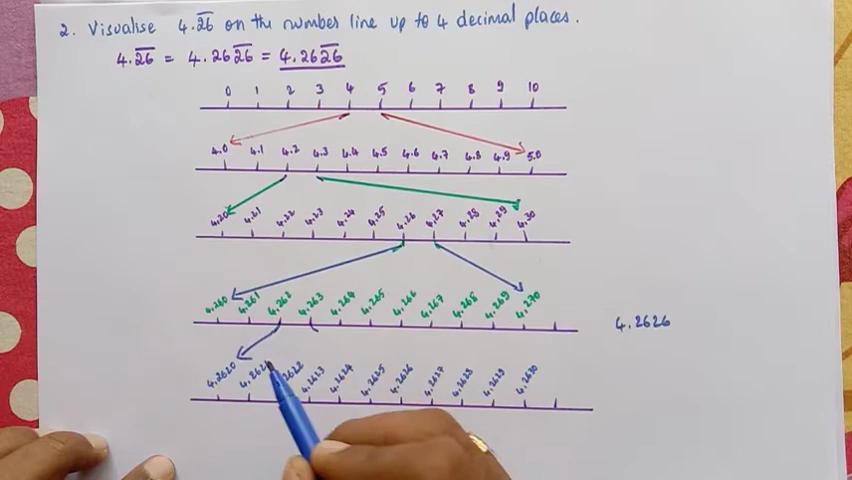 2. Visualise 4.2̅6̅ on the number line up to 4 decimal places.
4.2̅6̅ = 4.262̅6̅ = 4.262̅6̅
0 1 2 3 4 5 6 7 8 9 10
4.0 4.1 4.2 4.3 4.4 4.5 4.6 4.7 4.8 4.9 5.0
4.20 4.21 4.22 4.23 4.24 4.25 4.26 4.27 4.28 4.29 4.30
4.260 4.261 4.262 4.263 4.264 4.265 4.266 4.267 4.268 4.269 4.270
4.2626
4.2620 4.2622 4.2623 4.2624 4.2625 4.2626 4.2627 4.2628 4.2629 4.2630